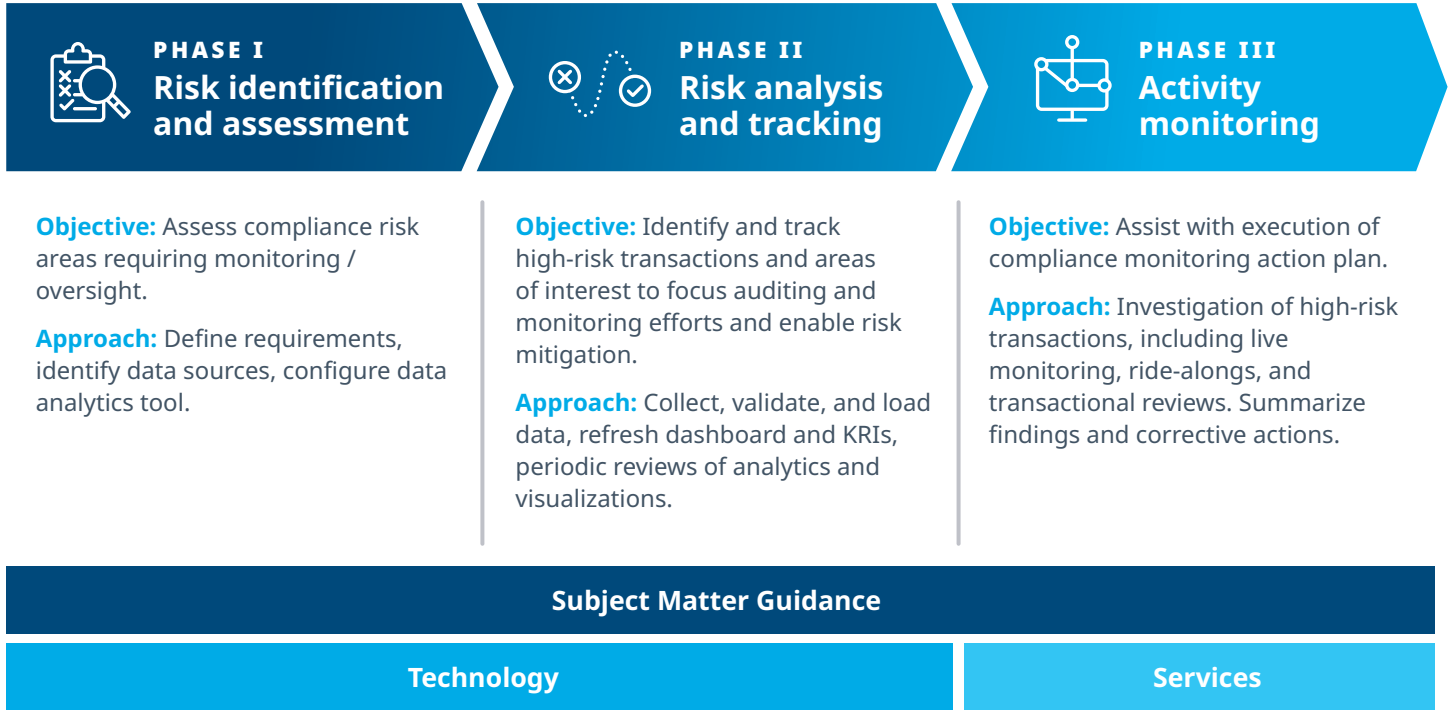 PHASE I
Risk identification
and assessment
PHASE II
Risk analysis
and tracking
PHASE III
Activity
monitoring
Objective: Assess compliance risk
areas requiring monitoring /
oversight.
Approach: Define requirements,
identify data sources, configure data
analytics tool.
Objective: Identify and track
high-risk transactions and areas
of interest to focus auditing and
monitoring efforts and enable risk
mitigation.
Approach: Collect, validate, and load
data, refresh dashboard and KRIs,
periodic reviews of analytics and
visualizations.
Objective: Assist with execution of
compliance monitoring action plan.
Approach: Investigation of high-risk
transactions, including live
monitoring, ride-alongs, and
transactional reviews. Summarize
findings and corrective actions.
Subject Matter Guidance
Technology
Services